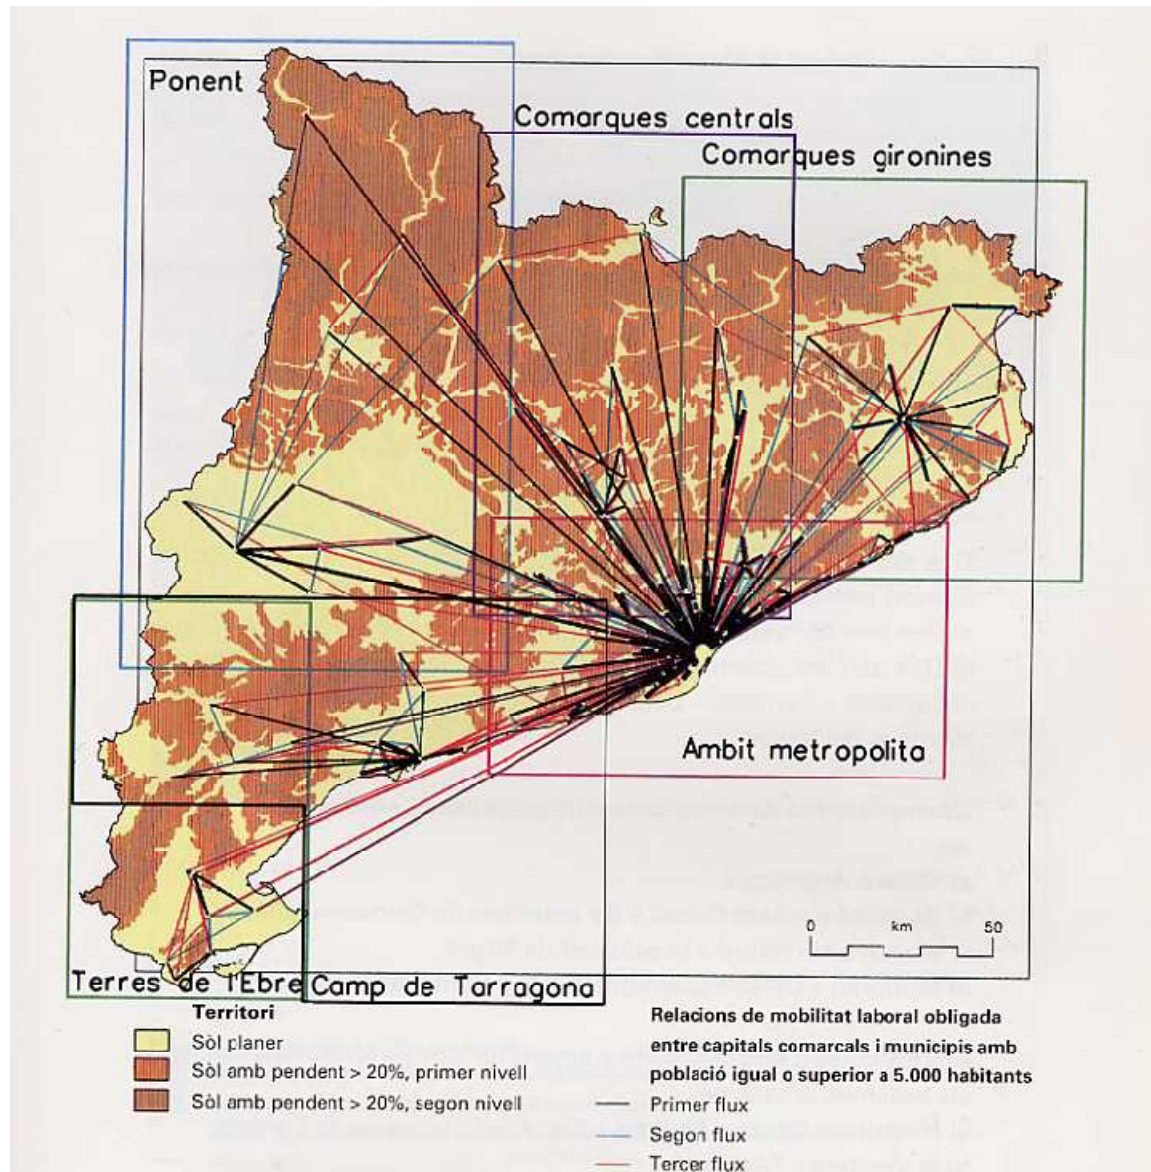 Ponent
Comarques centrals
Comarques gironines
Ambit metropolita
0 km 50
Terres de l'Ebre
Camp de Tarragona
Territori
Sòl planer
Sòl amb pendent > 20%, primer nivell
Sòl amb pendent > 20%, segon nivell
Relacions de mobilitat laboral obligada
entre capitals comarcals i municipis amb
població igual o superior a 5.000 habitants
Primer flux
Segon flux
Tercer flux